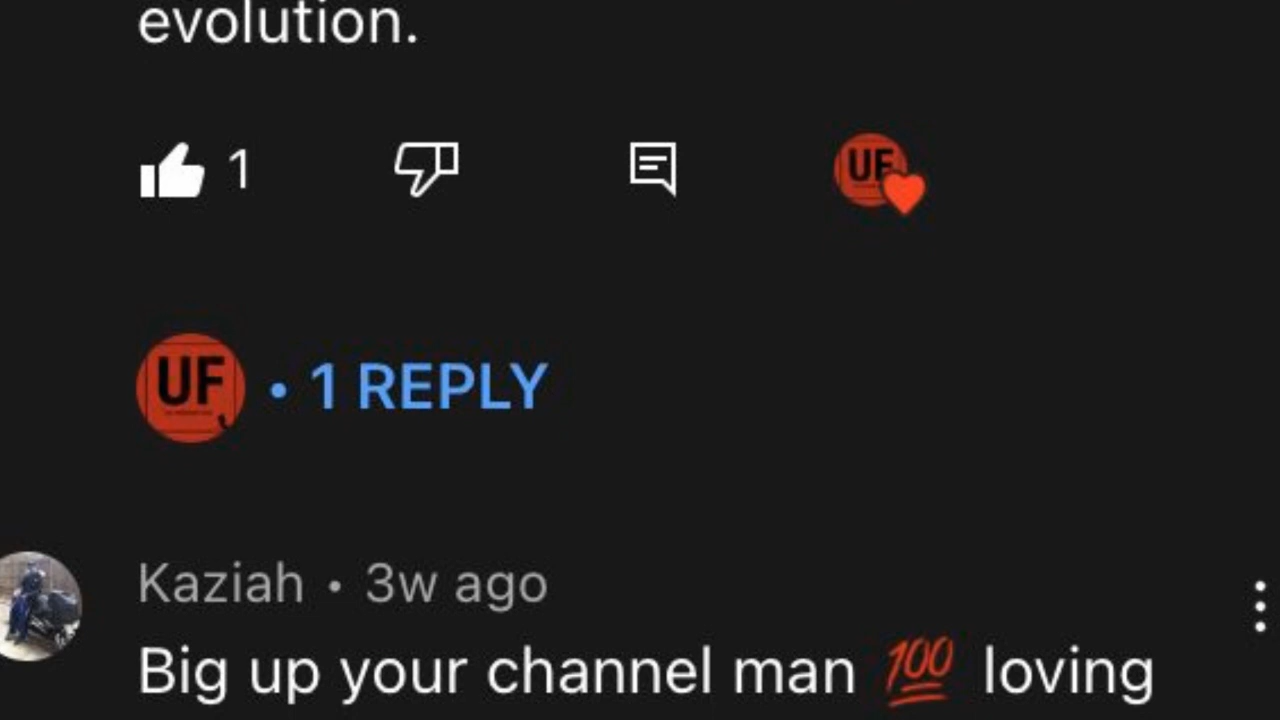 evolution.
1
UF
UF
• 1 REPLY
Kaziah • 3w ago
Big up your channel man 💯 loving